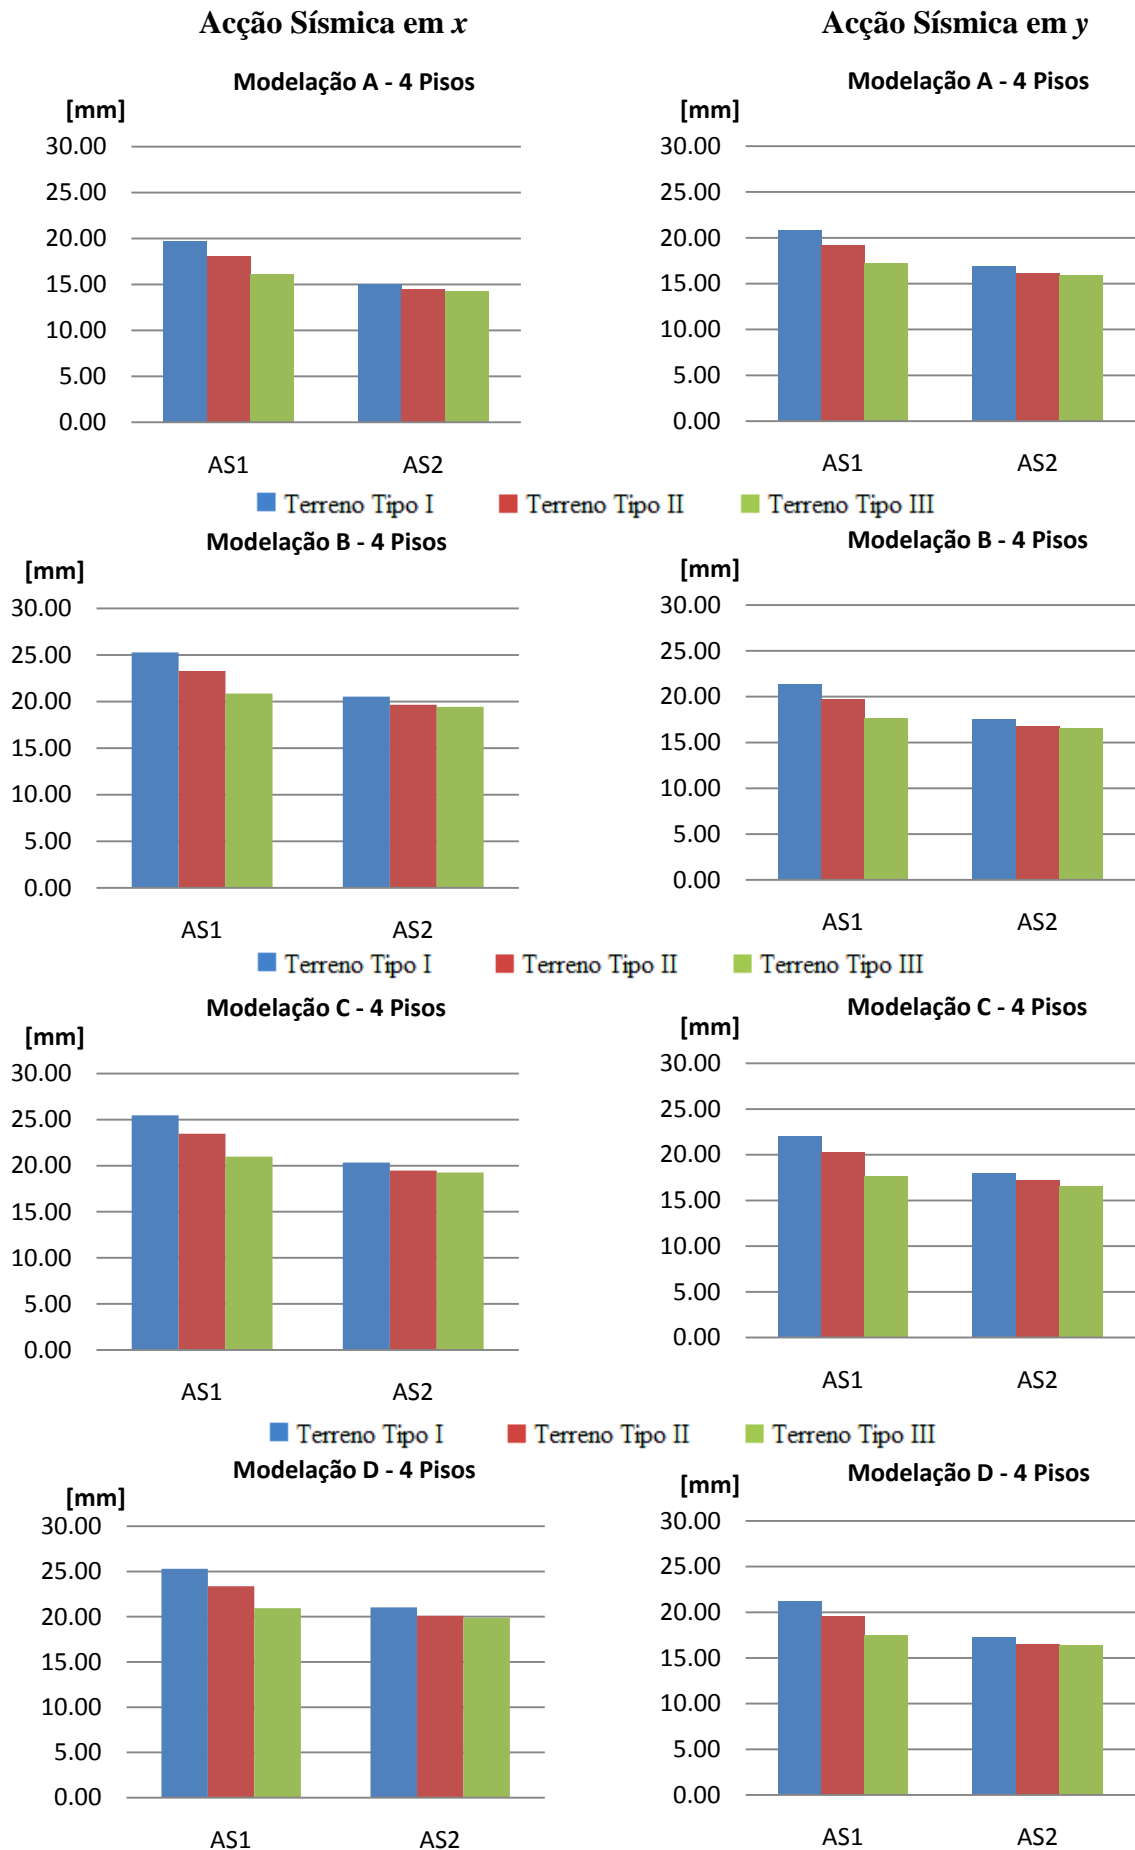 Acção Sísmica em x
Acção Sísmica em y
Modelação A - 4 Pisos
[mm]
30.00
25.00
20.00
15.00
10.00
5.00
0.00
AS1 AS2
Modelação A - 4 Pisos
[mm]
30.00
25.00
20.00
15.00
10.00
5.00
0.00
AS1 AS2
Terreno Tipo I Terreno Tipo II Terreno Tipo III
Modelação B - 4 Pisos
[mm]
30.00
25.00
20.00
15.00
10.00
5.00
0.00
AS1 AS2
Modelação B - 4 Pisos
[mm]
30.00
25.00
20.00
15.00
10.00
5.00
0.00
AS1 AS2
Terreno Tipo I Terreno Tipo II Terreno Tipo III
Modelação C - 4 Pisos
[mm]
30.00
25.00
20.00
15.00
10.00
5.00
0.00
AS1 AS2
Modelação C - 4 Pisos
[mm]
30.00
25.00
20.00
15.00
10.00
5.00
0.00
AS1 AS2
Terreno Tipo I Terreno Tipo II Terreno Tipo III
Modelação D - 4 Pisos
[mm]
30.00
25.00
20.00
15.00
10.00
5.00
0.00
AS1 AS2
Modelação D - 4 Pisos
[mm]
30.00
25.00
20.00
15.00
10.00
5.00
0.00
AS1 AS2